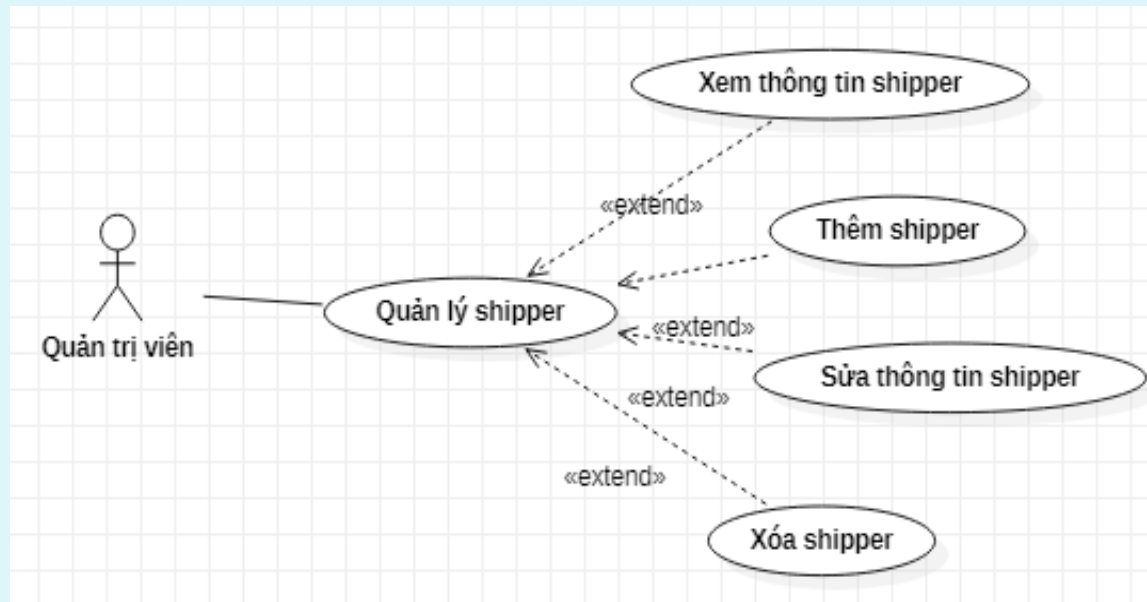 Xem thông tin shipper
«extend»
Thêm shipper
Quản lý shipper
«extend»
Quản trị viên
Sửa thông tin shipper
«extend»
«extend»
Xóa shipper